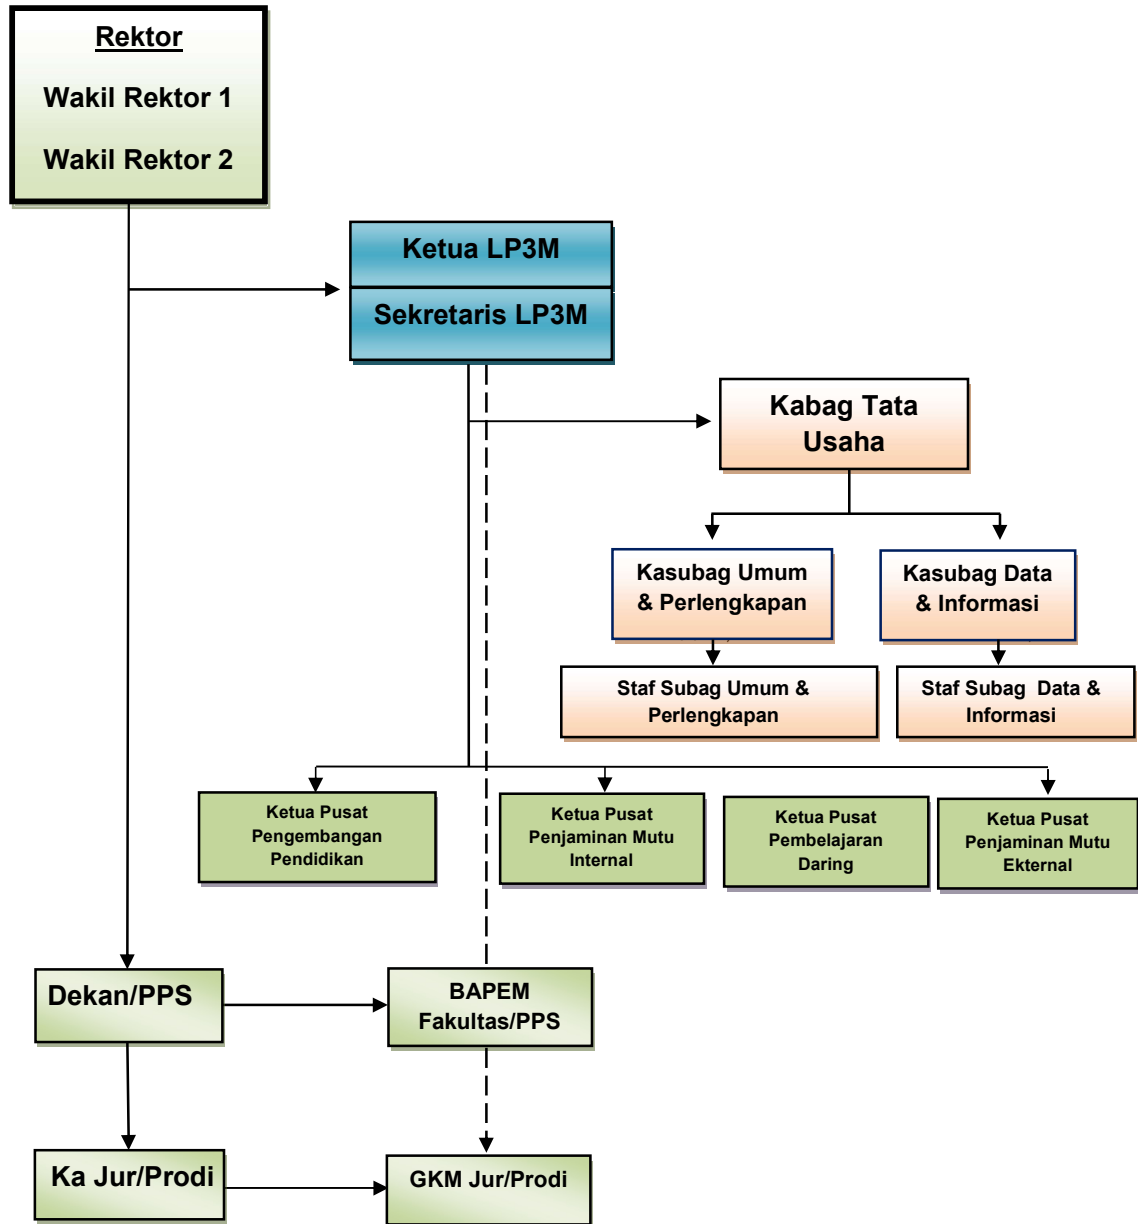 Rektor
Wakil Rektor 1
Wakil Rektor 2
Ketua LP3M
Sekretaris LP3M
Kabag Tata
Usaha
Kasubag Umum
& Perlengkapan
Kasubag Data
& Informasi
Staf Subag Umum &
Perlengkapan
Staf Subag  Data &
Informasi
Ketua Pusat
Pengembangan
Pendidikan
Ketua Pusat
Penjaminan Mutu
Internal
Ketua Pusat
Pembelajaran
Daring
Ketua Pusat
Penjaminan Mutu
Ekternal
Dekan/PPS
BAPEM
Fakultas/PPS
Ka Jur/Prodi
GKM Jur/Prodi